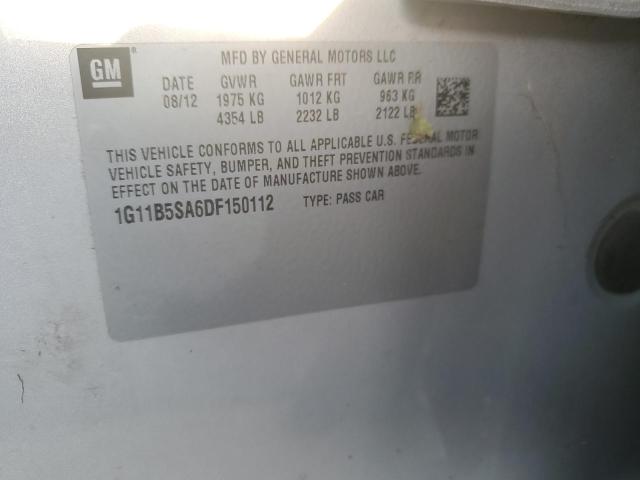 GM
MFD BY GENERAL MOTORS LLC
DATE GVWR GAWR FRT GAWR RR
08/12 1975 KG 1012 KG 963 KG
4354 LB 2232 LB 2122 LB
THIS VEHICLE CONFORMS TO ALL APPLICABLE U.S. FEDERAL MOTOR
VEHICLE SAFETY, BUMPER, AND THEFT PREVENTION STANDARDS IN
EFFECT ON THE DATE OF MANUFACTURE SHOWN ABOVE.
1G11B5SA6DF150112 TYPE: PASS CAR